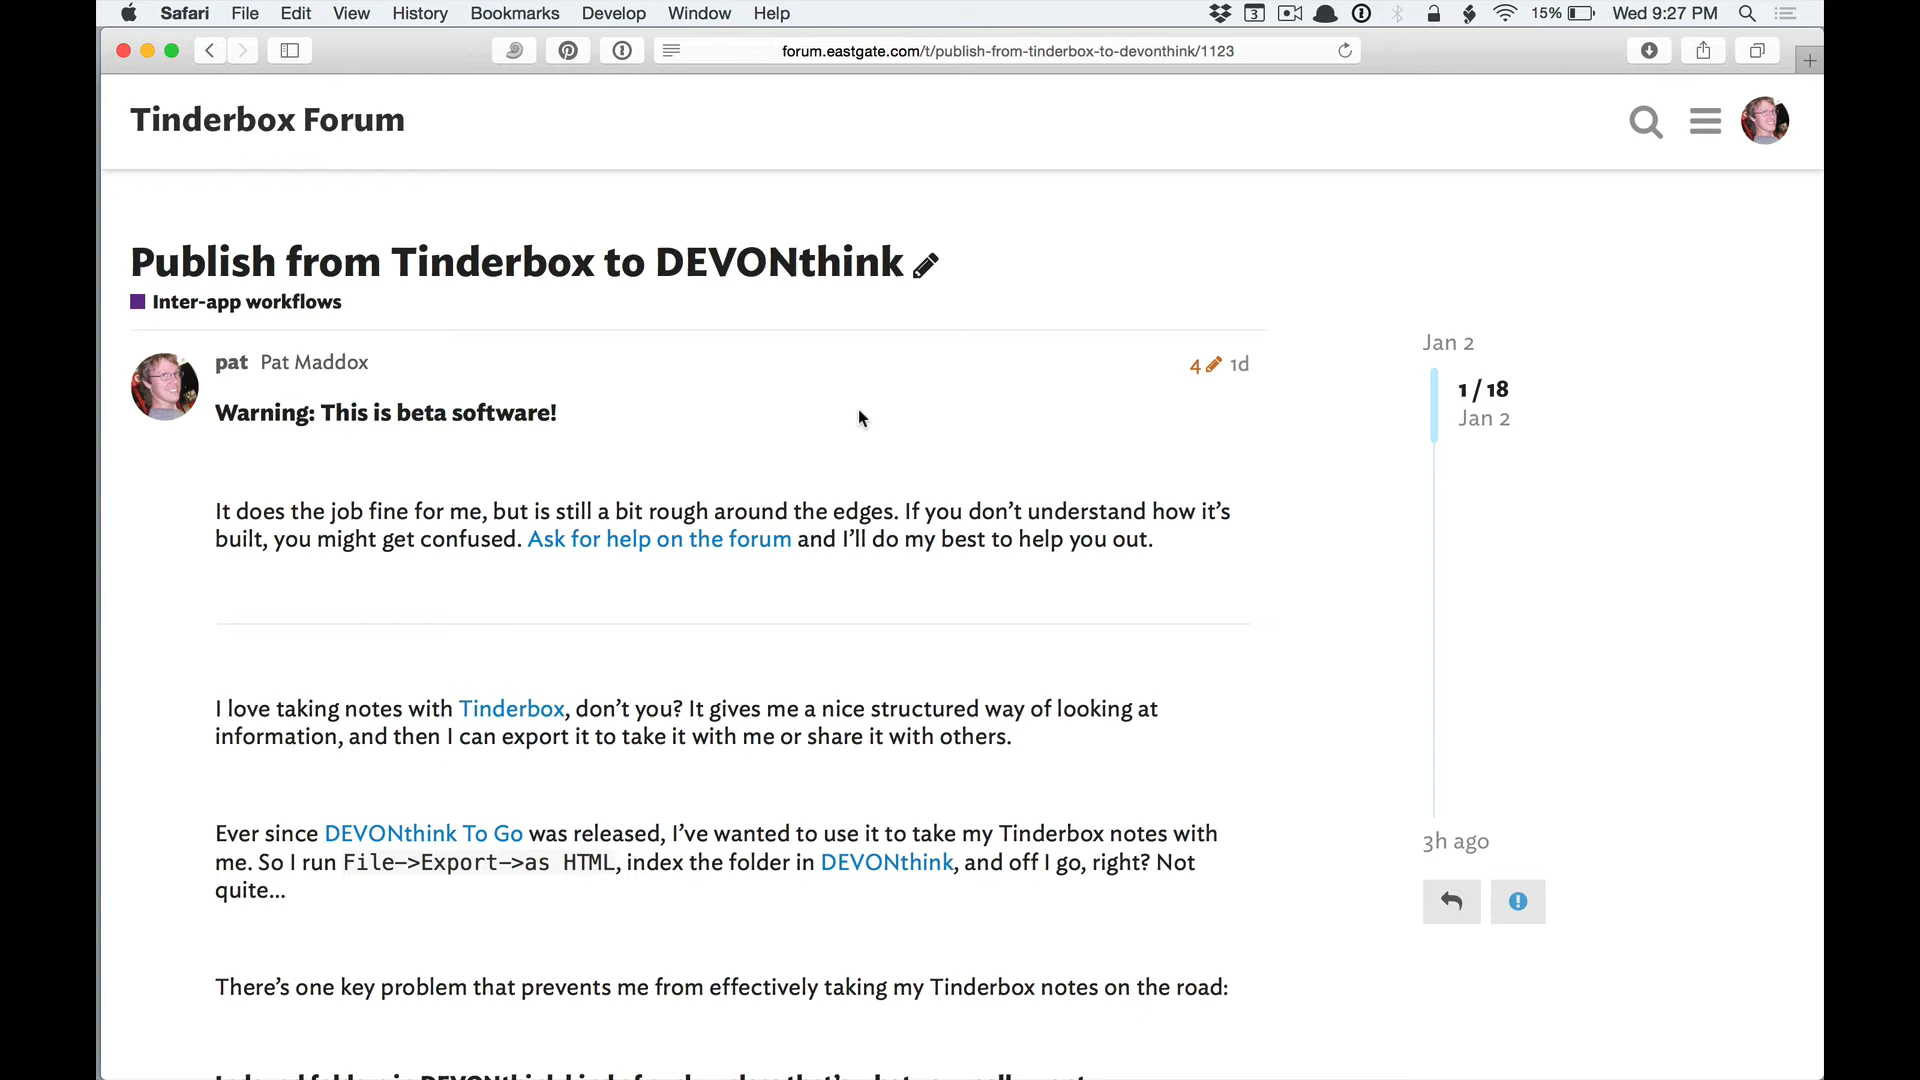 Safari File Edit View History Bookmarks Develop Window Help 3 15% Wed 9:27 PM
forum.eastgate.com/t/publish-from-tinderbox-to-devonthink/1123
Tinderbox Forum
Publish from Tinderbox to DEVONthink
Inter-app workflows
pat Pat Maddox 4 1d
Warning: This is beta software!
It does the job fine for me, but is still a bit rough around the edges. If you don’t understand how it’s
built, you might get confused. Ask for help on the forum and I’ll do my best to help you out.
I love taking notes with Tinderbox, don’t you? It gives me a nice structured way of looking at
information, and then I can export it to take it with me or share it with others.
Ever since DEVONthink To Go was released, I’ve wanted to use it to take my Tinderbox notes with
me. So I run File->Export->as HTML, index the folder in DEVONthink, and off I go, right? Not
quite...
There’s one key problem that prevents me from effectively taking my Tinderbox notes on the road:
Jan 2
1 / 18
Jan 2
3h ago